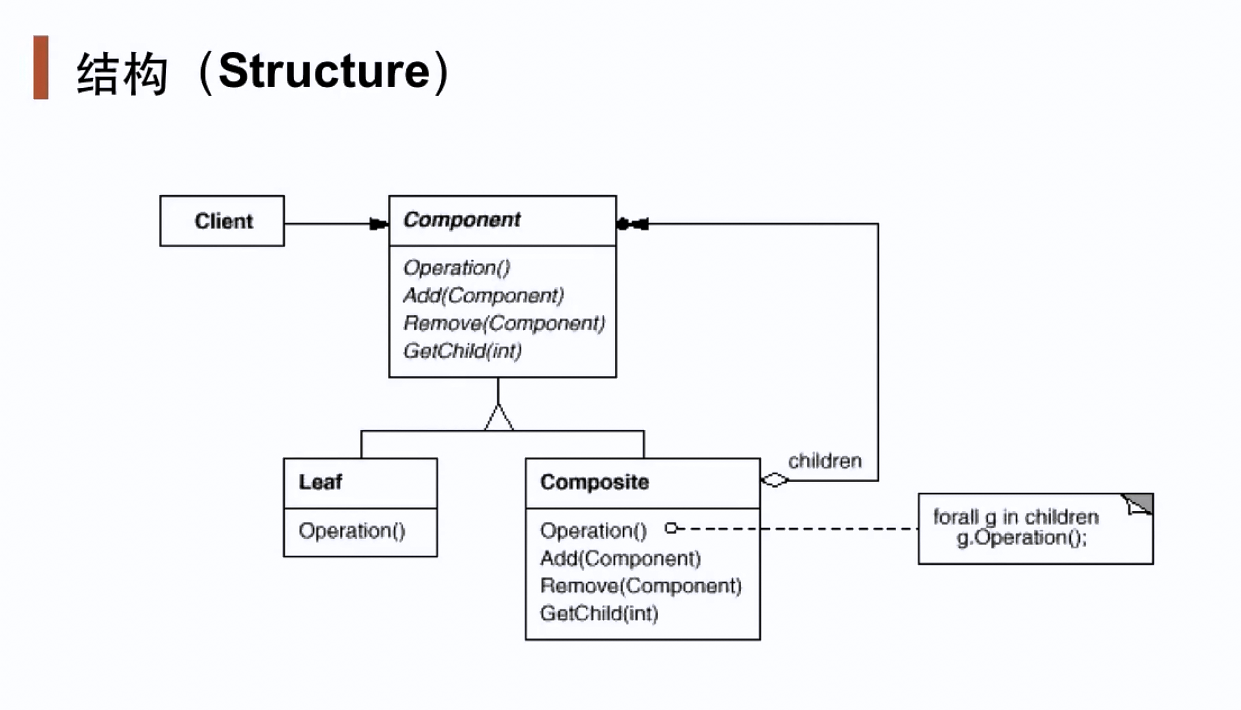 结构（Structure）
Client
Component
Operation()
Add(Component)
Remove(Component)
GetChild(int)
Leaf
Operation()
Composite
Operation()
Add(Component)
Remove(Component)
GetChild(int)
children
forall g in children
g.Operation();